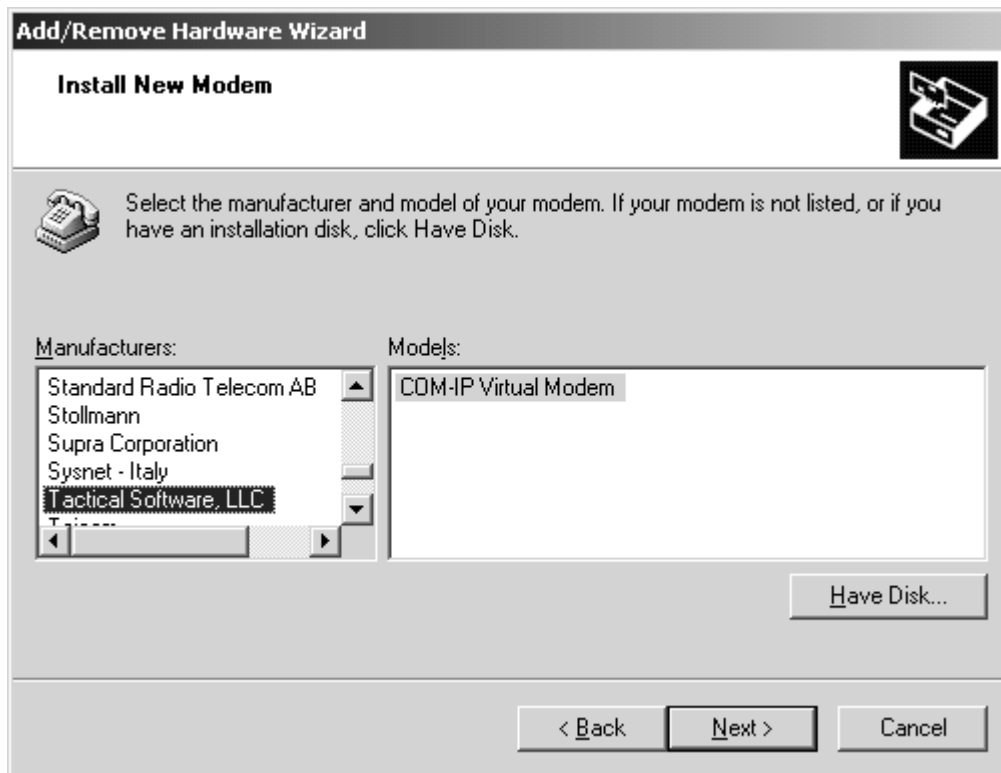 Add/Remove Hardware Wizard
Install New Modem
Select the manufacturer and model of your modem. If your modem is not listed, or if you
have an installation disk, click Have Disk.
Manufacturers:
Models:
Standard Radio Telecom AB
Stollmann
Supra Corporation
Sysnet - Italy
Tactical Software, LLC
COM-IP Virtual Modem
Have Disk...
< Back
Next >
Cancel